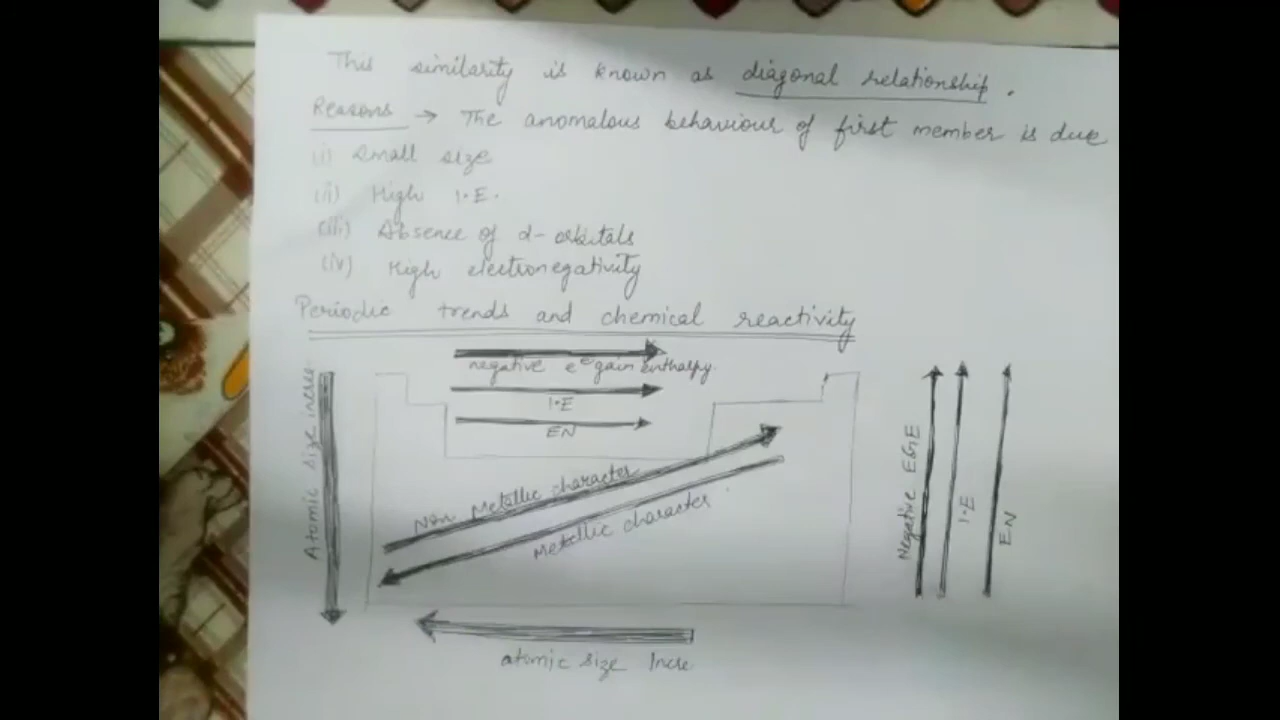 This similarity is known as diagonal relationship.
Reasons → The anomalous behaviour of first member is due
(i) Small size
(ii) High I.E.
(iii) Absence of d-orbitals
(iv) High electronegativity
Periodic trends and chemical reactivity
negative e⁻ gain enthalpy
I.E
EN
Atomic size increa
Non Metallic character
Metallic character
Negative EGE
I.E
EN
atomic size Incre